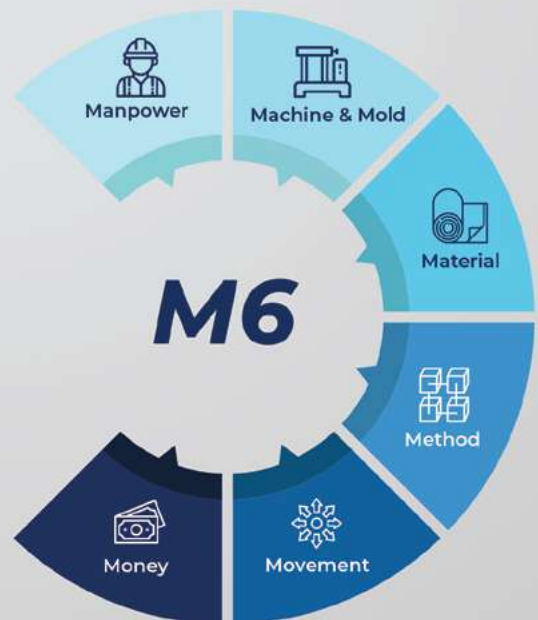 Manpower
Machine & Mold
Material
M6
Method
Movement
Money